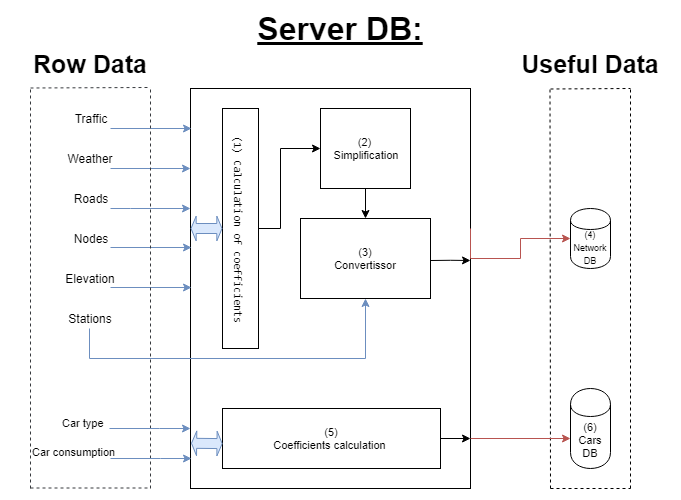 Server DB:
Row Data
Useful Data
Traffic
Weather
Roads
Nodes
Elevation
Stations
Car type
Car consumption
(1) Calculation of coefficients
(2)
Simplification
(3)
Convertissor
(5)
Coefficients calculation
(4)
Network
DB
(6)
Cars
DB